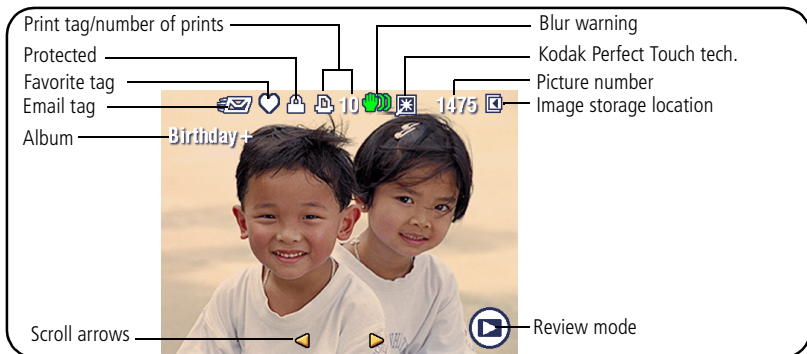 Print tag/number of prints
Protected
Favorite tag
Email tag
Album
Scroll arrows
Blur warning
Kodak Perfect Touch tech.
Picture number
Image storage location
Review mode
10
1475
Birthday+